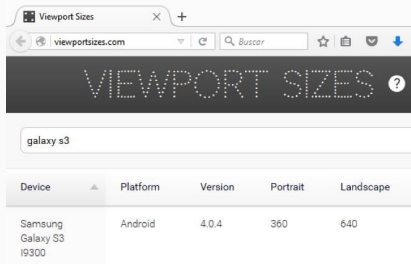 Viewport Sizes
viewportsizes.com
Buscar
VIEWPORT SIZES ?
galaxy s3
Device Platform Version Portrait Landscape
Samsung Android 4.0.4 360 640
Galaxy S3
I9300